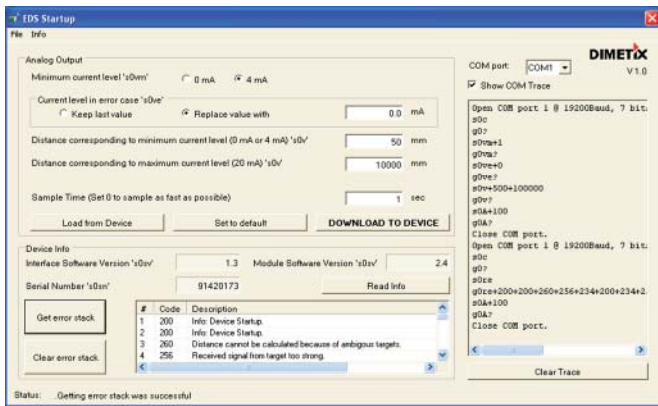 EDS Startup
File Info
Analog Output
Minimum current level 's0vm' 0 mA 4 mA
Current level in error case 's0ve'
Keep last value Replace value with 0.0 mA
Distance corresponding to minimum current level (0 mA or 4 mA) 's0v' 50 mm
Distance corresponding to maximum current level (20 mA) 's0v' 10000 mm
Sample Time (Set 0 to sample as fast as possible) 1 sec
Load from Device Set to default DOWNLOAD TO DEVICE
Device Info
Interface Software Version 's0sv' 1.3 Module Software Version 's0sv' 2.4
Serial Number 's0sn' 91420173 Read Info
Get error stack
Clear error stack
# Code Description
1 200 Info: Device Startup.
2 200 Info: Device Startup.
3 260 Distance cannot be calculated because of ambigous targets.
4 256 Received signal from target too strong.
DIMETIX
COM port: COM1 V 1.0
Show COM Trace
Open COM port 1 @ 19200Baud, 7 bit:
s0c
g0?
s0vm+1
g0vm?
s0ve+0
g0ve?
s0v+500+100000
g0v?
s0A+100
g0A?
Close COM port.
Open COM port 1 @ 19200Baud, 7 bit:
s0c
g0?
s0re
g0re+200+200+260+256+234+200+234+2
s0A+100
g0A?
Close COM port.
Clear Trace
Status: .Getting error stack was successful